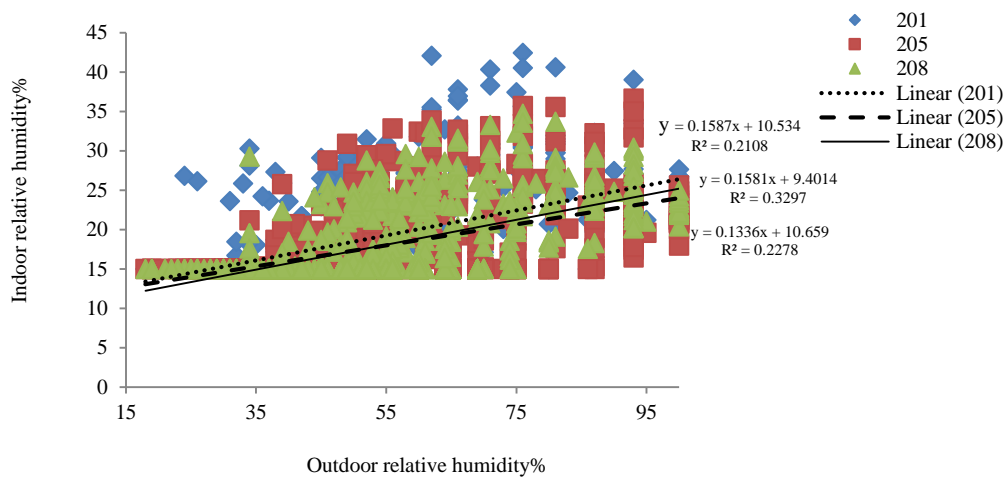 45
40
35
30
25
20
15
10
5
0
15
35
55
75
95
Indoor relative humidity%
Outdoor relative humidity%
201
205
208
Linear (201)
Linear (205)
Linear (208)
y = 0.1587x + 10.534
R² = 0.2108
y = 0.1581x + 9.4014
R² = 0.3297
y = 0.1336x + 10.659
R² = 0.2278